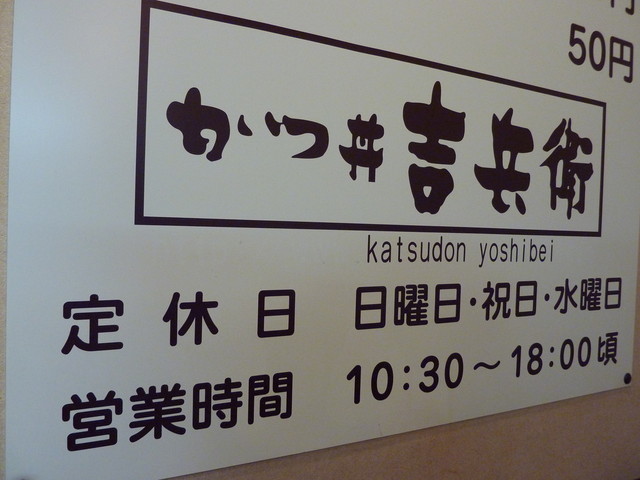 50円
かつ丼 吉兵衛
katsudon yoshibei
定休日 日曜日・祝日・水曜日
営業時間 10:30～18:00頃